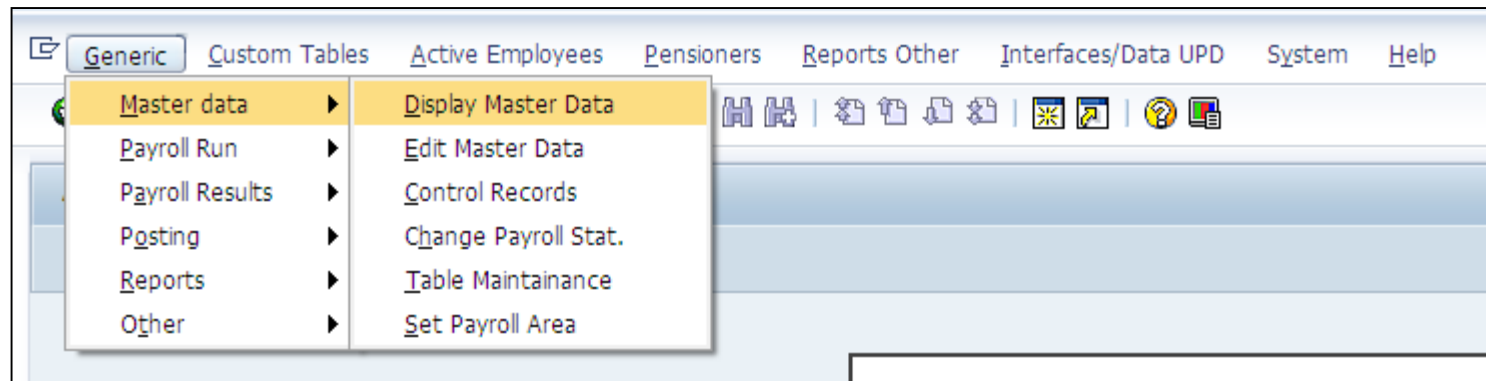 Generic Custom Tables Active Employees Pensioners Reports Other Interfaces/Data UPD System Help
Master data
Payroll Run
Payroll Results
Posting
Reports
Other
Display Master Data
Edit Master Data
Control Records
Change Payroll Stat.
Table Maintainance
Set Payroll Area